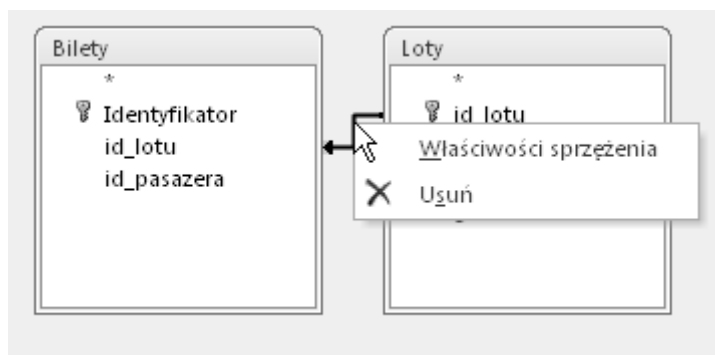 Bilety
*
Identyfikator
id_lotu
id_pasazera
Loty
*
id_lotu
Właściwości sprzężenia
Usuń